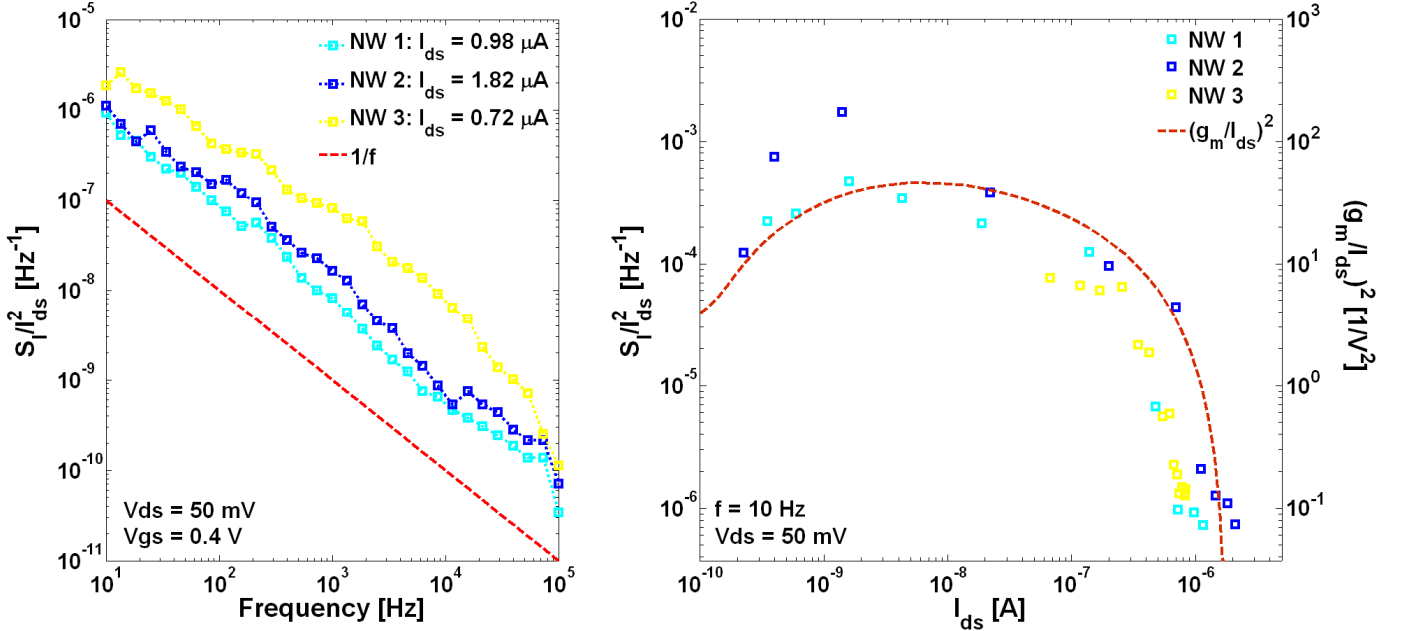 10^-5
10^-6
10^-7
10^-8
10^-9
10^-10
10^-11
S_I/I_ds^2 [Hz^-1]
NW 1: I_ds = 0.98 μA
NW 2: I_ds = 1.82 μA
NW 3: I_ds = 0.72 μA
1/f
Vds = 50 mV
Vgs = 0.4 V
10^1
10^2
10^3
10^4
10^5
Frequency [Hz]
10^-2
10^-3
10^-4
10^-5
10^-6
S_I/I_ds^2 [Hz^-1]
NW 1
NW 2
NW 3
(g_m/I_ds)^2
f = 10 Hz
Vds = 50 mV
10^-10
10^-9
10^-8
10^-7
10^-6
I_ds [A]
10^3
10^2
10^1
10^0
10^-1
(g_m/I_ds)^2 [1/V^2]